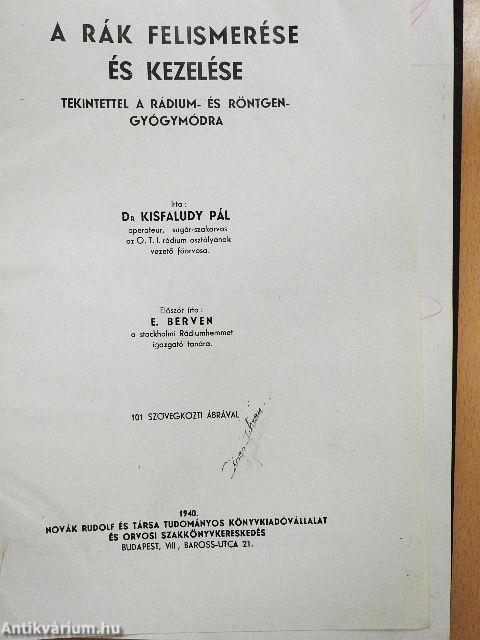 A RÁK FELISMERÉSE
ÉS KEZELÉSE
TEKINTETTEL A RÁDIUM- ÉS RÖNTGEN-
GYÓGYMÓDRA
Irta :
DR KISFALUDY PÁL
operateur, sugár-szakorvos
az O. T. I. rádium osztályának
vezető főorvosa.
Előszót írta :
E. BERVEN
a stockholmi Rádiumhemmet
igazgató tanára.
101 SZÖVEGKÖZTI ÁBRÁVAL
1940.
NOVÁK RUDOLF ÉS TÁRSA TUDOMÁNYOS KÖNYVKIADÓVÁLLALAT
ÉS ORVOSI SZAKKÖNYVKERESKEDÉS
BUDAPEST, VIII, BAROSS-UTCA 21.
Antikvárium.hu